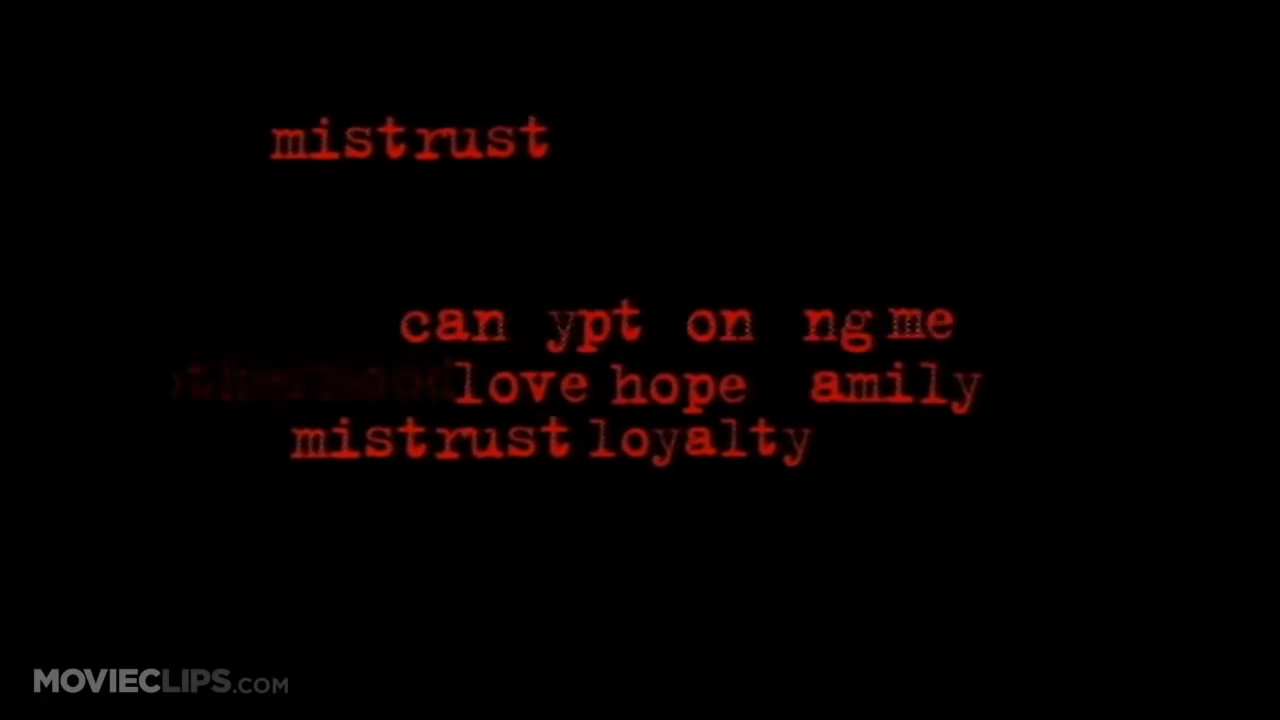 mistrust
can ypt on ng me
love hope amily
mistrust loyalty
MOVIECLIPS.COM